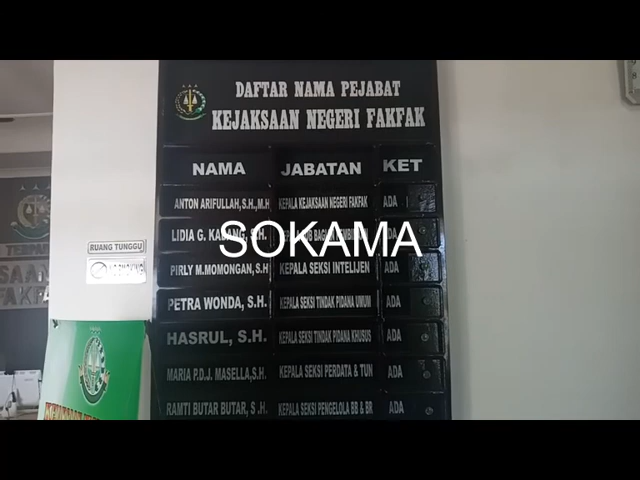 DAFTAR NAMA PEJABAT
KEJAKSAAN NEGERI FAKFAK
NAMA JABATAN KET
ANTON ARIFULLAH,S.H.,M.H KEPALA KEJAKSAAN NEGERI FAKFAK ADA
LIDIA G. S.H. ADA
SOKAMA
PIRLY M.MOMONGAN, S.H KEPALA SEKSI INTELIJEN ADA
PETRA WONDA, S.H. KEPALA SEKSI TINDAK PIDANA UMUM ADA
HASRUL, S.H. KEPALA SEKSI TINDAK PIDANA KHUSUS ADA
MARIA P.D.J. MASELLA,S.H. KEPALA SEKSI PERDATA & TUN ADA
RAMTI BUTAR BUTAR, S.H. KEPALA SEKSI PENGELOLA BB & BR ADA
RUANG TUNGGU
NO SMOKING
FAKFA